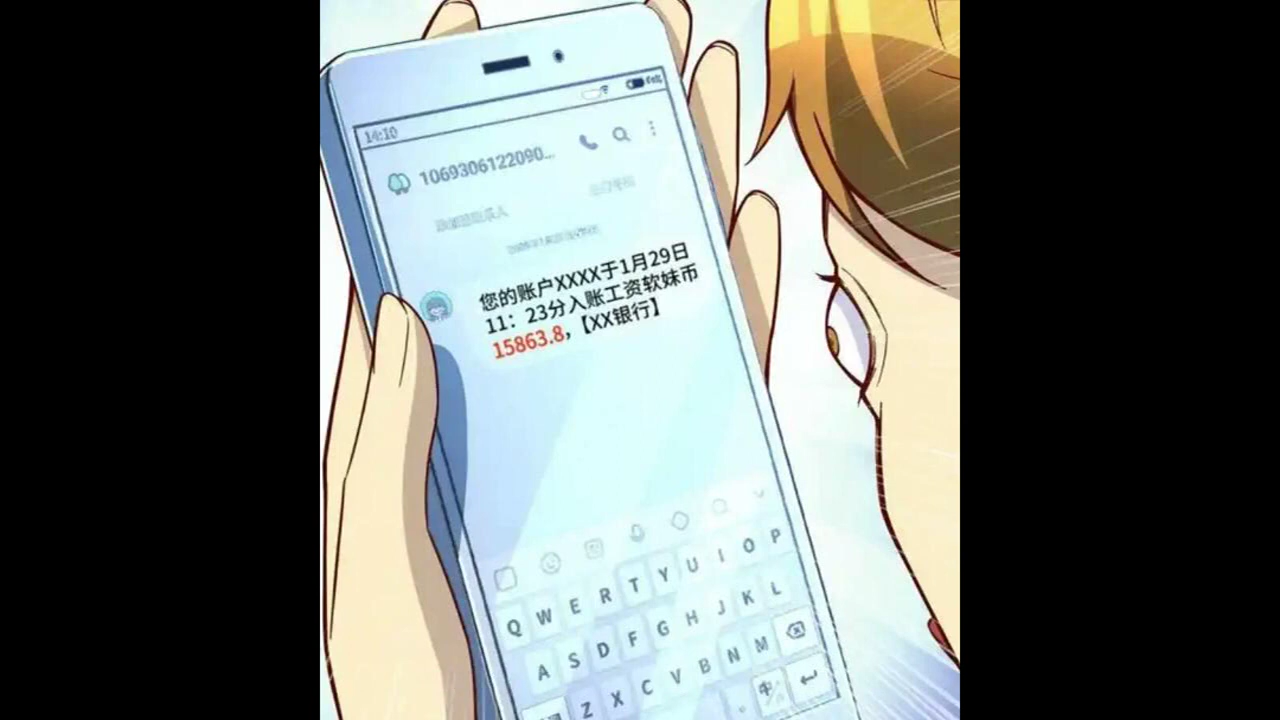 14:10
1069306122090...
您的账户XXXX于1月29日
11：23分入账工资软妹币
15863.8，【XX银行】
Q W E R T Y U I O P
A S D F G H J K L
Z X C V B N M
中